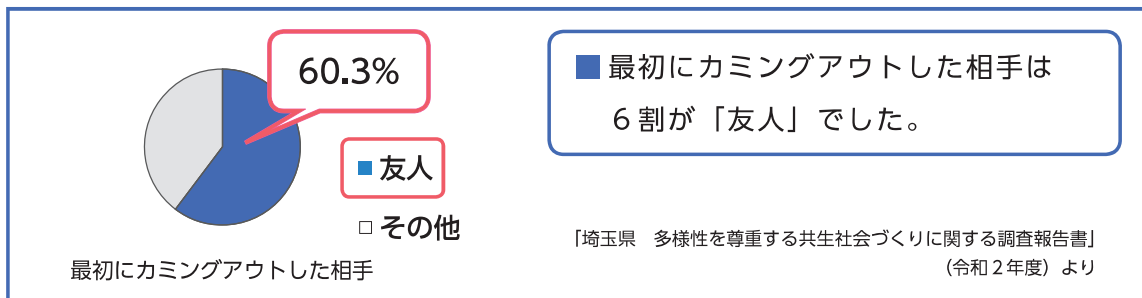 60.3%
友人
その他
最初にカミングアウトした相手
■最初にカミングアウトした相手は
6割が「友人」でした。
「埼玉県　多様性を尊重する共生社会づくりに関する調査報告書」
（令和2年度）より